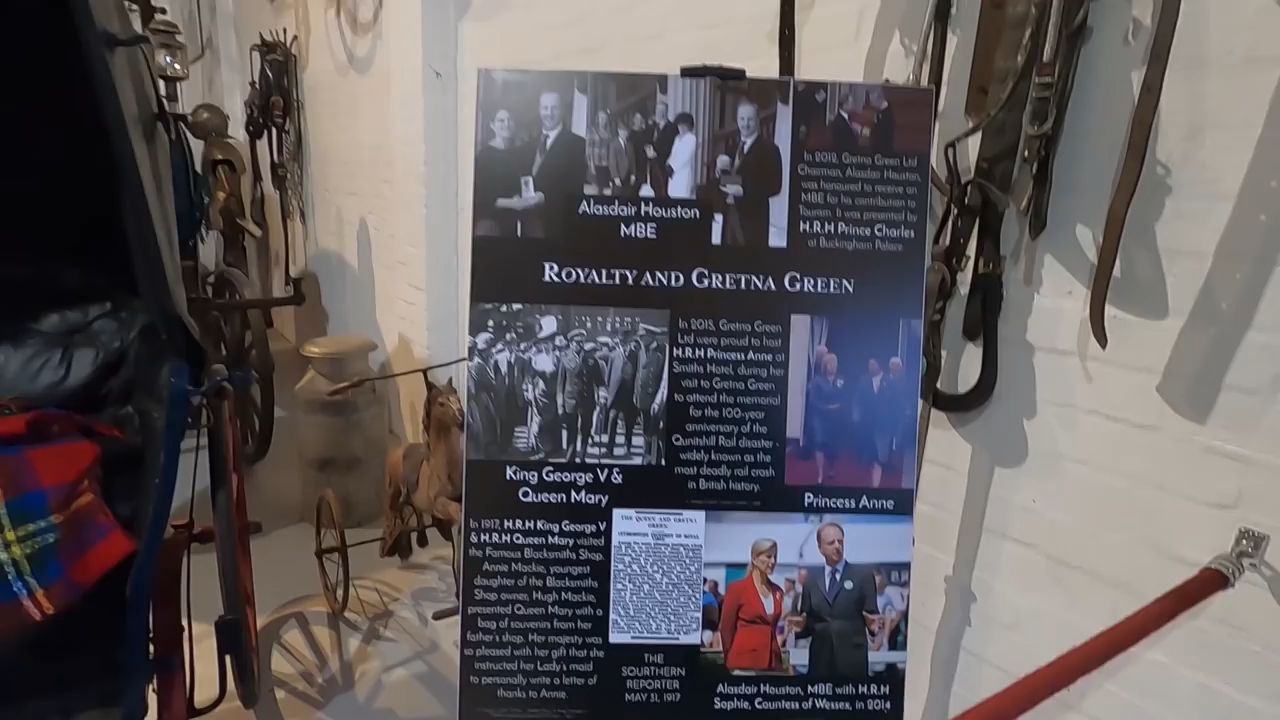 Alasdair Houston
MBE
In 2012, Gretna Green Ltd
Chairman, Alasdair Houston,
was honoured to receive an
MBE for his contribution to
Tourism. It was presented by
H.R.H Prince Charles
at Buckingham Palace
ROYALTY AND GRETNA GREEN
In 2015, Gretna Green
Ltd were proud to host
H.R.H Princess Anne at
Smiths Hotel, during her
visit to Gretna Green
to attend the memorial
for the 100-year
anniversary of the
Quintshill Rail disaster -
widely known as the
most deadly rail crash
in British history.
King George V &
Queen Mary
Princess Anne
In 1917, H.R.H King George V
& H.R.H Queen Mary visited
the Famous Blacksmiths Shop.
Annie Mackie, youngest
daughter of the Blacksmiths
Shop owner, Hugh Mackie,
presented Queen Mary with a
bag of souvenirs from her
father's shop. Her majesty was
so pleased with her gift that she
instructed her Lady's maid
to personally write a letter of
thanks to Annie.
THE QUEEN AND GRETNA
GREEN.
THE
SOURTHERN
REPORTER
MAY 31, 1917
Alasdair Houston, MBE with H.R.H
Sophie, Countess of Wessex, in 2014